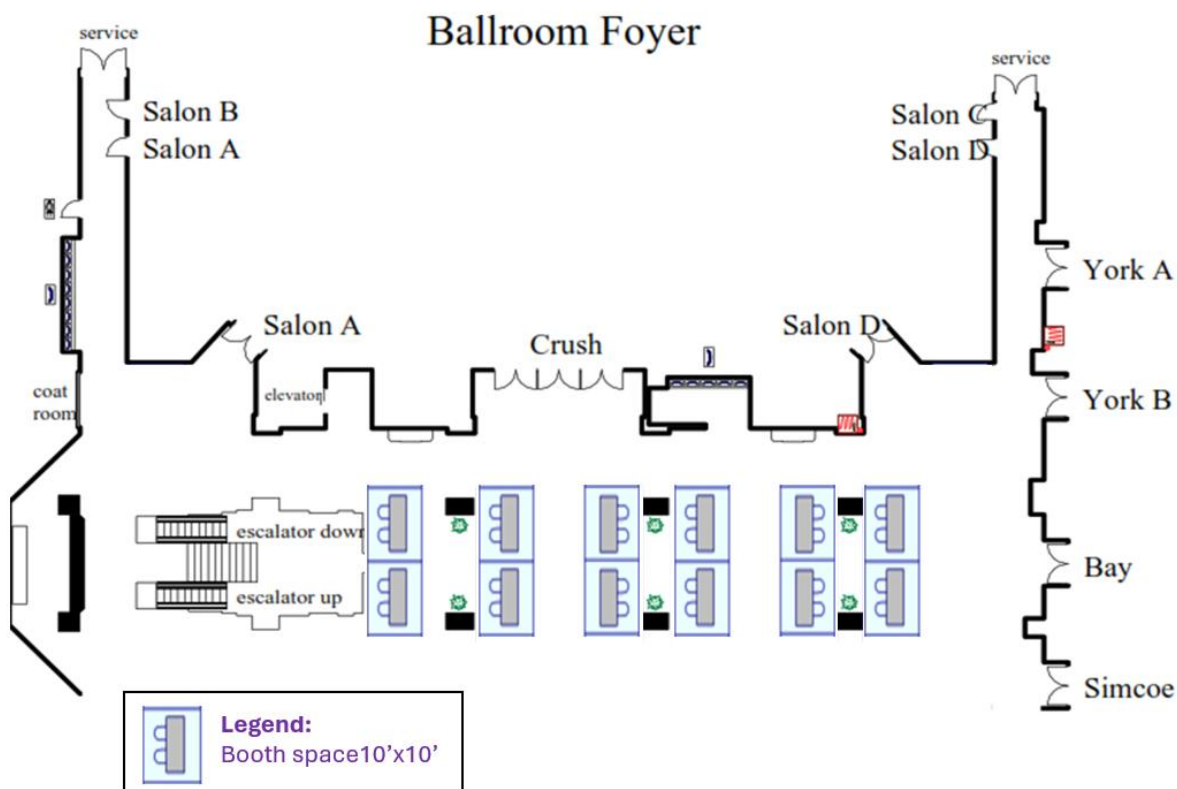 Ballroom Foyer
service
service
Salon B
Salon A
Salon C
Salon D
York A
Salon A
Crush
Salon D
coat
room
elevator
York B
escalator down
escalator up
Bay
Simcoe
Legend:
Booth space10’x10’